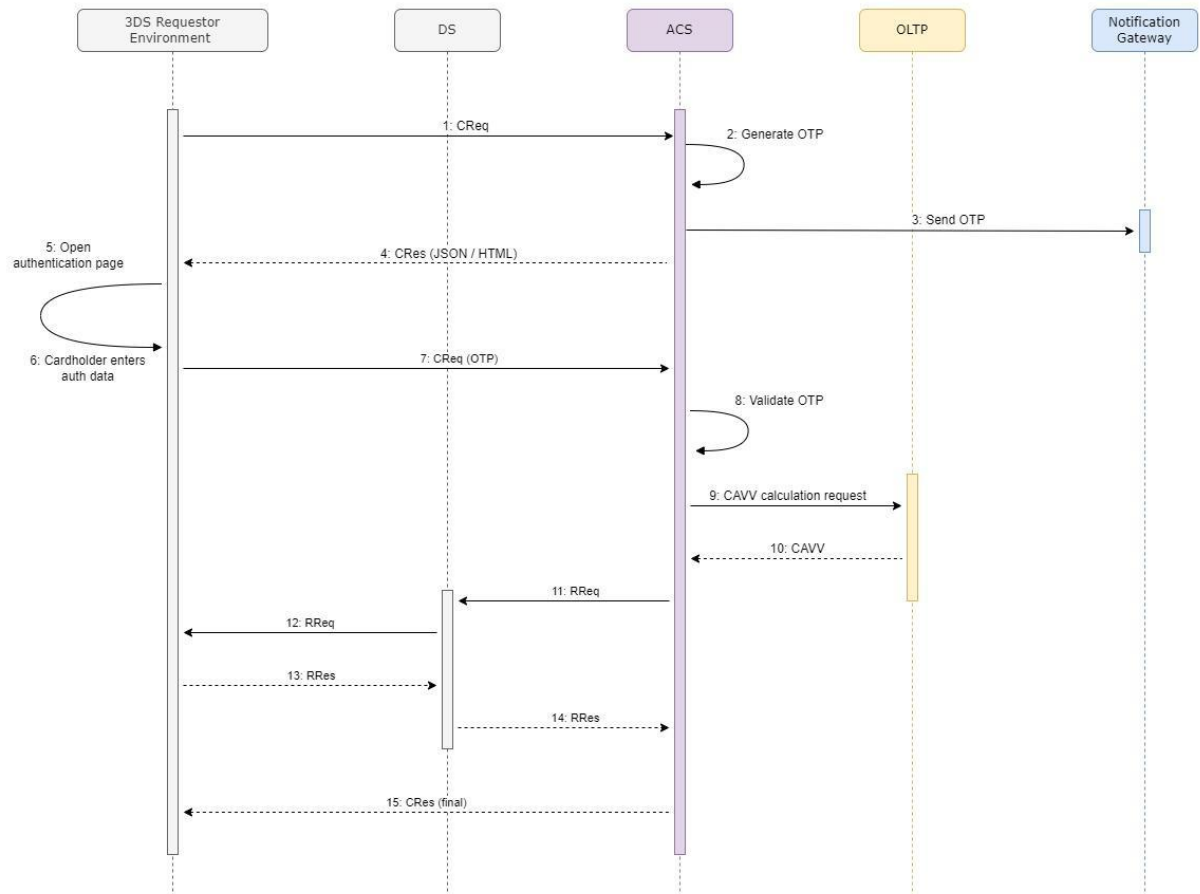 3DS Requestor
Environment
DS
ACS
OLTP
Notification
Gateway
1: CReq
2: Generate OTP
3: Send OTP
4: CRes (JSON / HTML)
5: Open
authentication page
6: Cardholder enters
auth data
7: CReq (OTP)
8: Validate OTP
9: CAVV calculation request
10: CAVV
11: RReq
12: RReq
13: RRes
14: RRes
15: CRes (final)